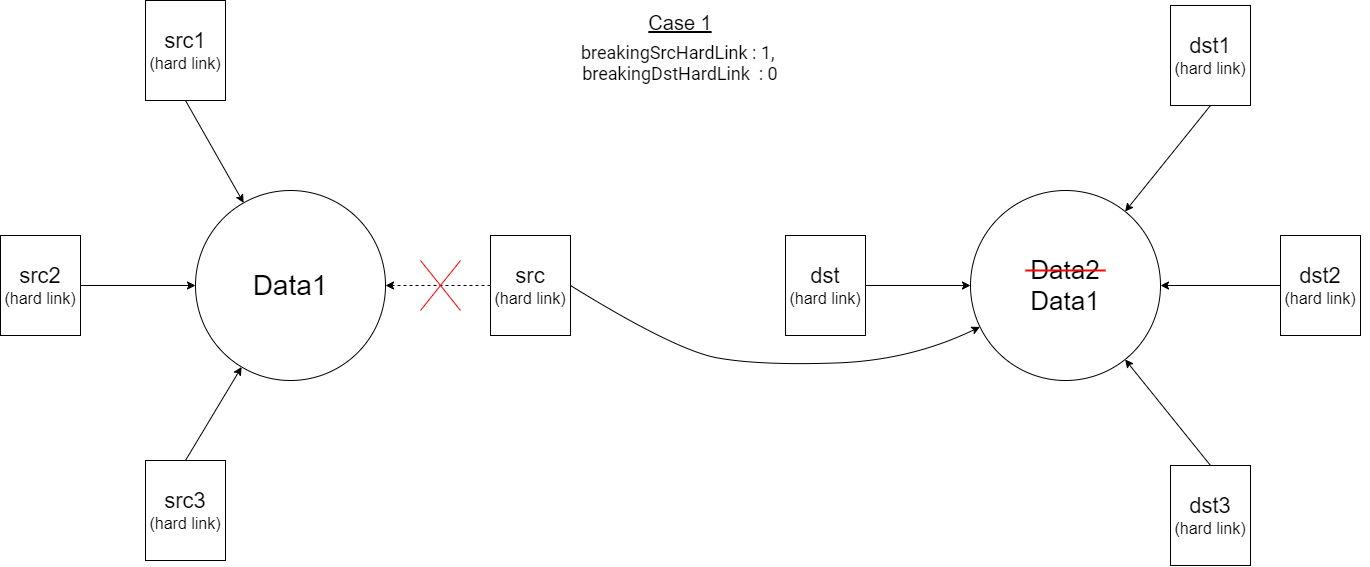 Case 1
breakingSrcHardLink : 1,
breakingDstHardLink : 0
src1
(hard link)
src2
(hard link)
src3
(hard link)
Data1
src
(hard link)
dst
(hard link)
Data2
Data1
dst1
(hard link)
dst2
(hard link)
dst3
(hard link)